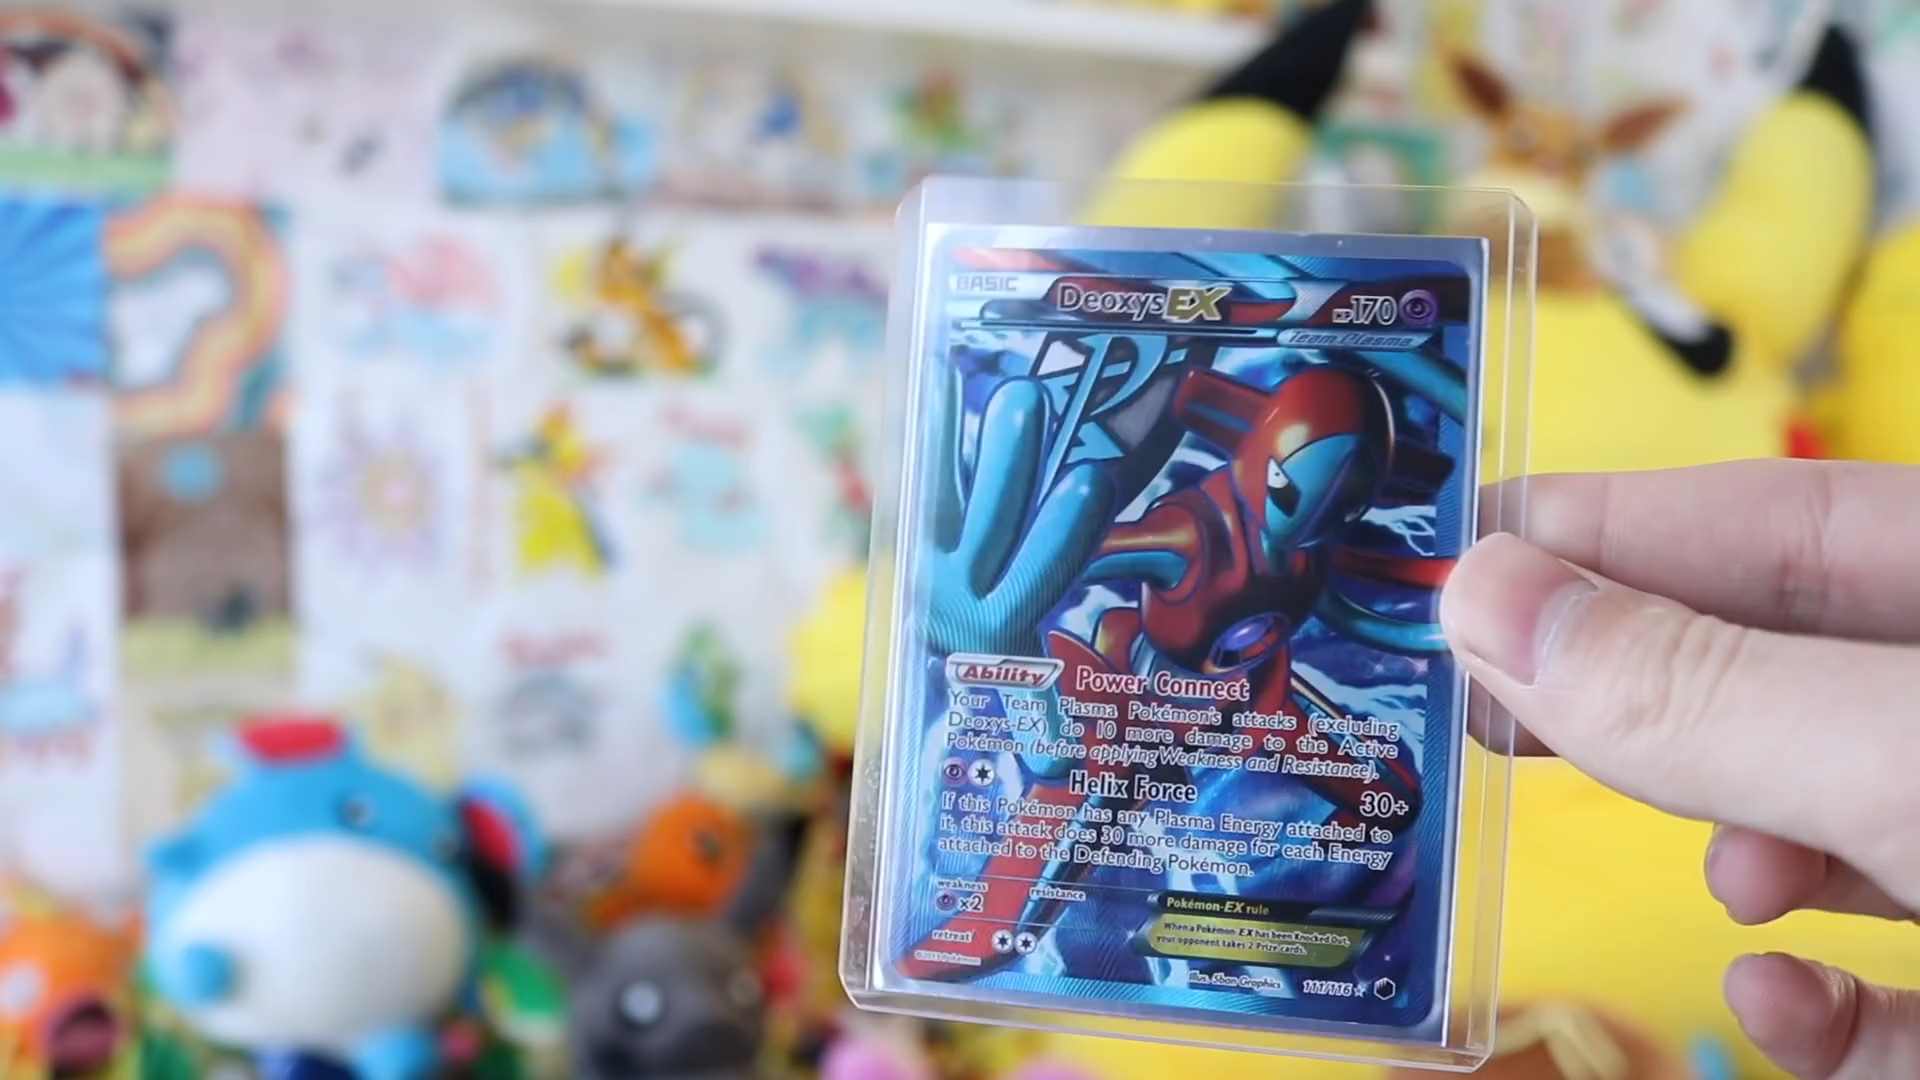 BASIC
Deoxys EX HP170
Team Plasma
Ability Power Connect
Your Team Plasma Pokémon's attacks (excluding
Deoxys-EX) do 10 more damage to the Active
Pokémon (before applying Weakness and Resistance).
Helix Force 30+
If this Pokémon has any Plasma Energy attached to
it, this attack does 30 more damage for each Energy
attached to the Defending Pokémon.
weakness resistance
x2
Pokémon-EX rule
When a Pokémon-EX has been Knocked Out,
your opponent takes 2 Prize cards.
retreat
©2013 Pokémon
Illus. 5ban Graphics 111/116